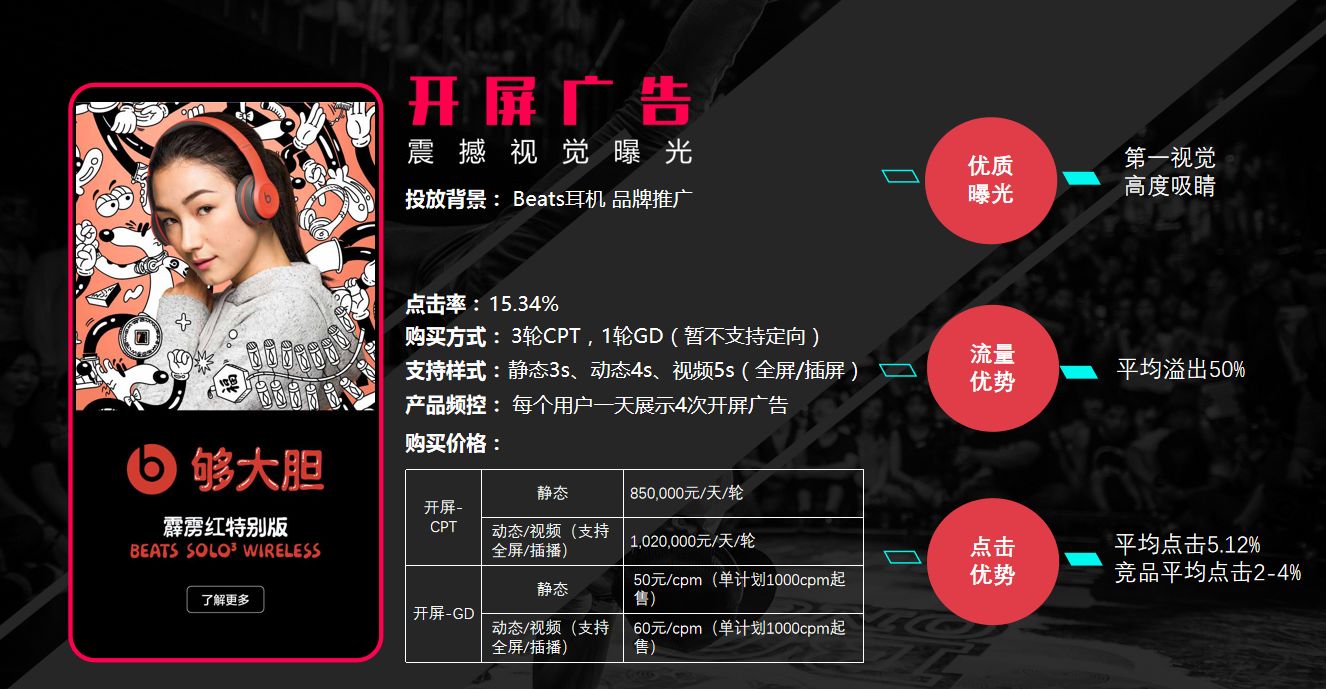 开屏广告
震撼视觉曝光
投放背景： Beats耳机 品牌推广
点击率：15.34%
购买方式： 3轮CPT，1轮GD（暂不支持定向）
支持样式：静态3s、动态4s、视频5s（全屏/插屏）
产品频控： 每个用户一天展示4次开屏广告
购买价格：
开屏-
CPT
静态
850,000元/天/轮
动态/视频（支持
全屏/插播）
1,020,000元/天/轮
开屏-GD
静态
50元/cpm（单计划1000cpm起
售）
动态/视频（支持
全屏/插播）
60元/cpm（单计划1000cpm起
售）
够大胆
霹雳红特别版
BEATS SOLO³ WIRELESS
了解更多
优质
曝光
第一视觉
高度吸睛
流量
优势
平均溢出50%
点击
优势
平均点击5.12%
竞品平均点击2-4%